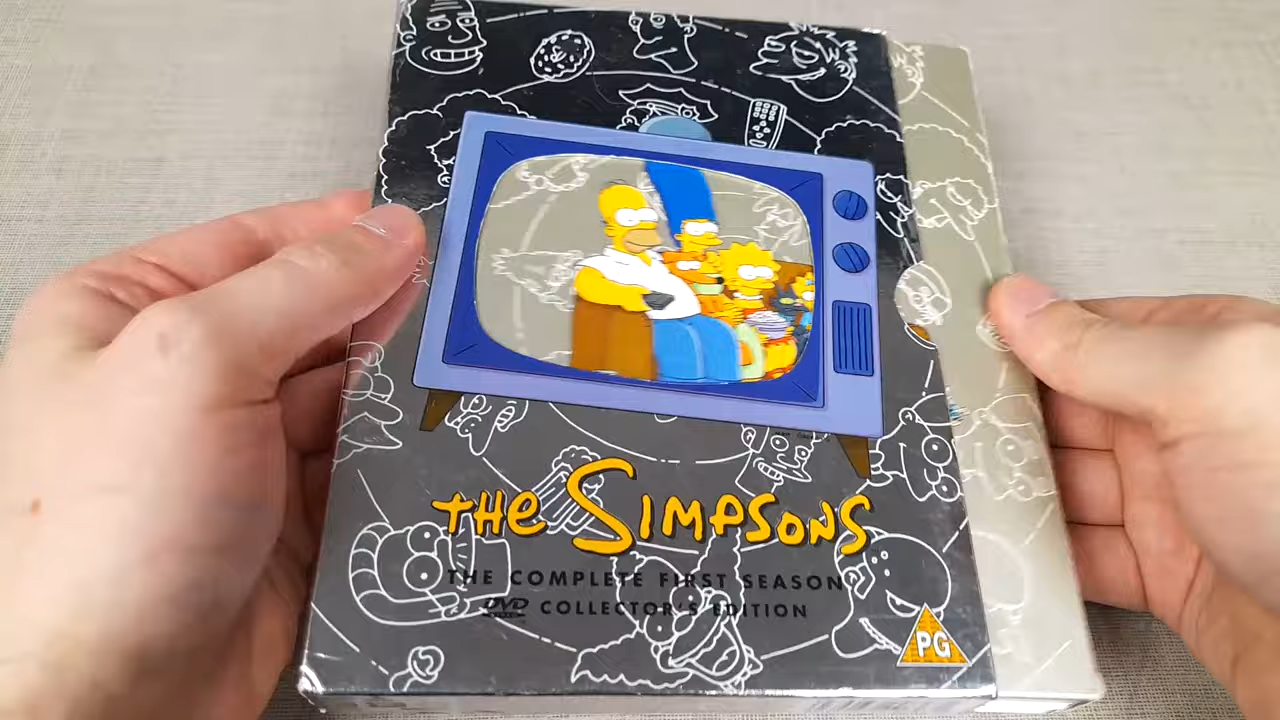 THE SIMPSONS
THE COMPLETE FIRST SEASON
DVD COLLECTOR'S EDITION
PG